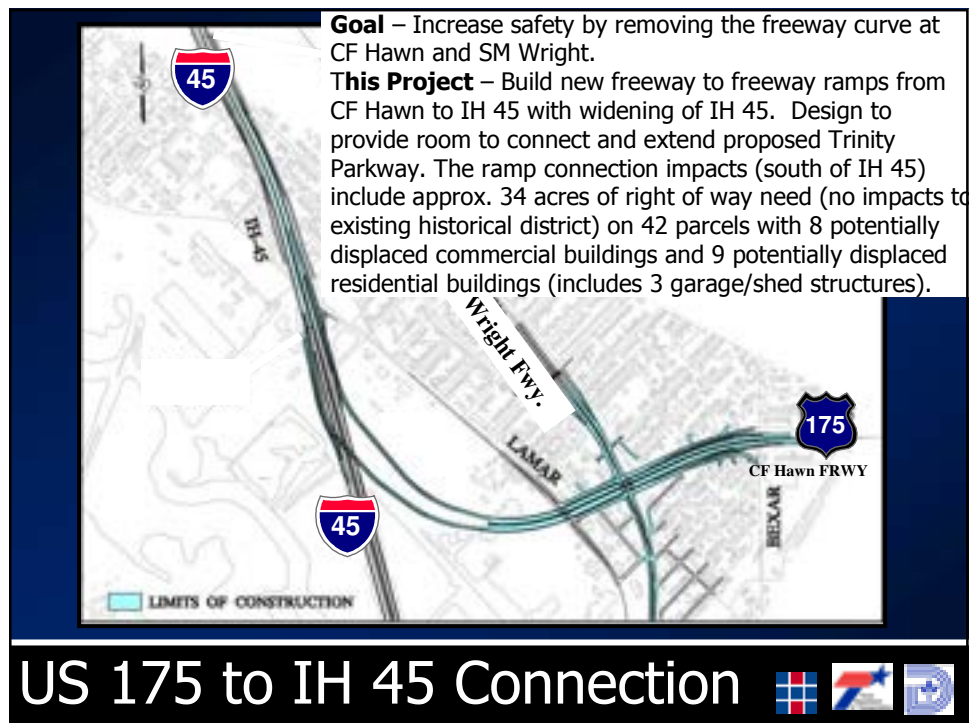 Goal – Increase safety by removing the freeway curve at
CF Hawn and SM Wright.
This Project – Build new freeway to freeway ramps from
CF Hawn to IH 45 with widening of IH 45. Design to
provide room to connect and extend proposed Trinity
Parkway. The ramp connection impacts (south of IH 45)
include approx. 34 acres of right of way need (no impacts to
existing historical district) on 42 parcels with 8 potentially
displaced commercial buildings and 9 potentially displaced
residential buildings (includes 3 garage/shed structures).
45
IH-45
Wright Fwy.
LAMAR
175
CF Hawn FRWY
BEXAR
45
LIMITS OF CONSTRUCTION
US 175 to IH 45 Connection